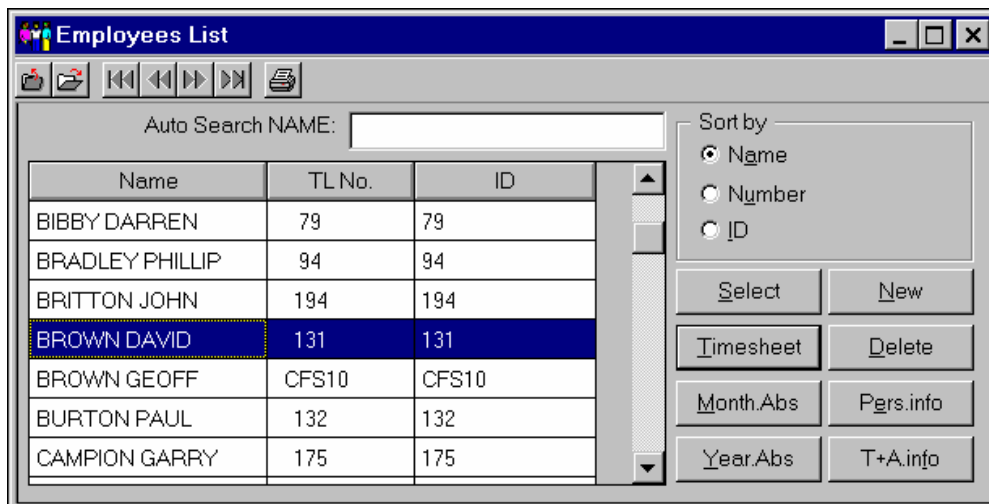 Employees List
Auto Search NAME:
Name TL No. ID
BIBBY DARREN 79 79
BRADLEY PHILLIP 94 94
BRITTON JOHN 194 194
BROWN DAVID 131 131
BROWN GEOFF CFS10 CFS10
BURTON PAUL 132 132
CAMPION GARRY 175 175
Sort by
Name
Number
ID
Select New
Timesheet Delete
Month.Abs Pers.info
Year.Abs T+A.info